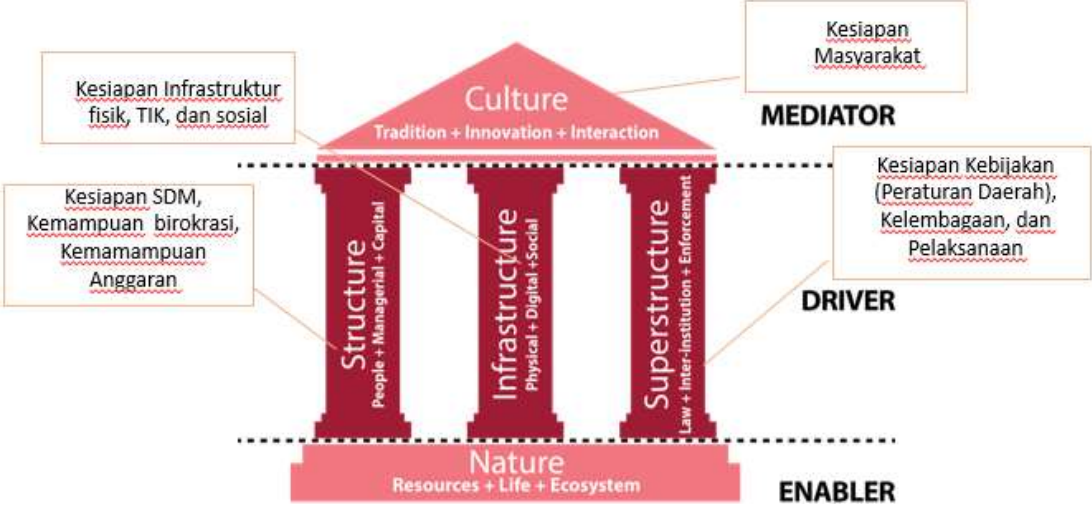 Kesiapan
Masyarakat
Kesiapan Infrastruktur
fisik, TIK, dan sosial
Culture
Tradition + Innovation + Interaction
MEDIATOR
Kesiapan SDM,
Kemampuan birokrasi,
Kemamampuan
Anggaran
Kesiapan Kebijakan
(Peraturan Daerah),
Kelembagaan, dan
Pelaksanaan
Structure
People + Managerial + Capital
Infrastructure
Physical + Digital +Social
Superstructure
Law + Inter-Institution + Enforcement
DRIVER
Nature
Resources + Life + Ecosystem
ENABLER